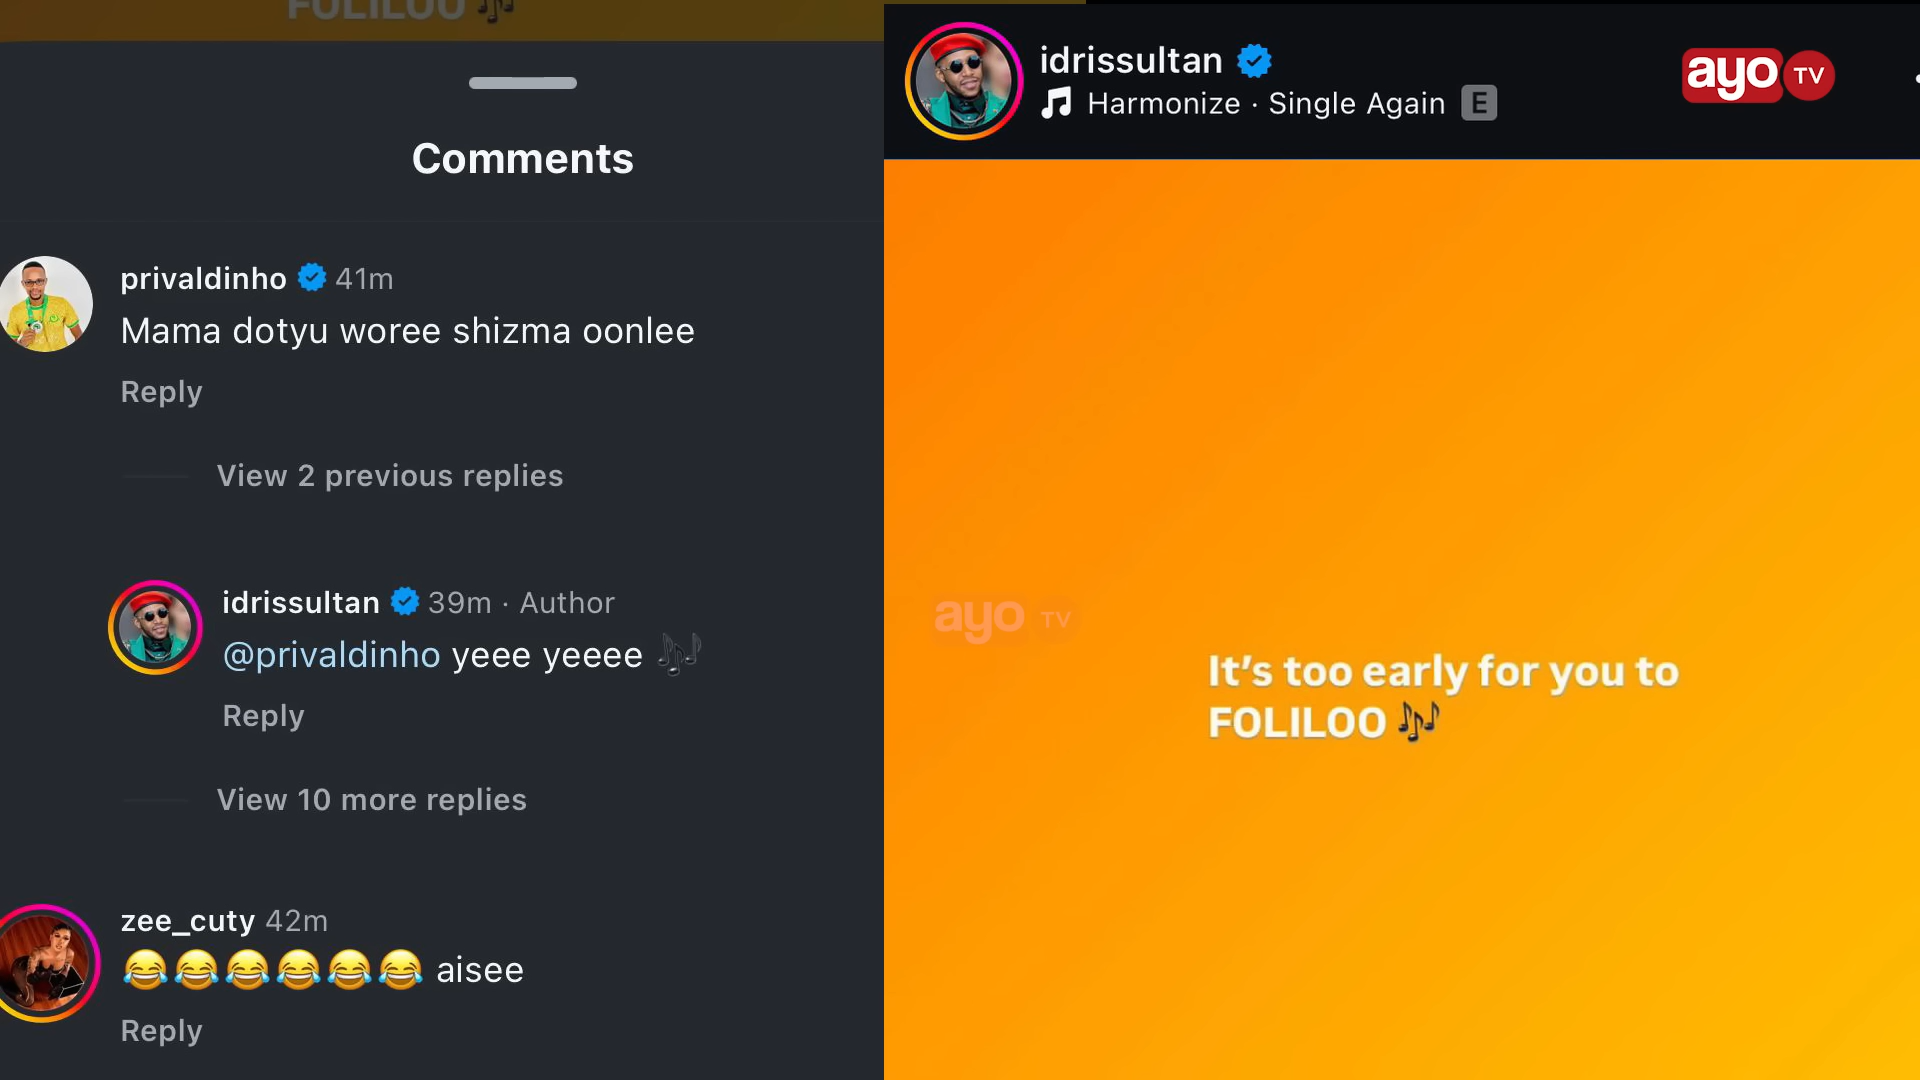 FOLILOO 🎶
Comments
privaldinho 41m
Mama dotyu woree shizma oonlee
Reply
View 2 previous replies
idrissultan 39m · Author
@privaldinho yeee yeeee 🎶
Reply
View 10 more replies
zee_cuty 42m
😂😂😂😂😂😂 aisee
Reply
idrissultan
Harmonize · Single Again E
ayo TV
ayo TV
It's too early for you to
FOLILOO 🎶